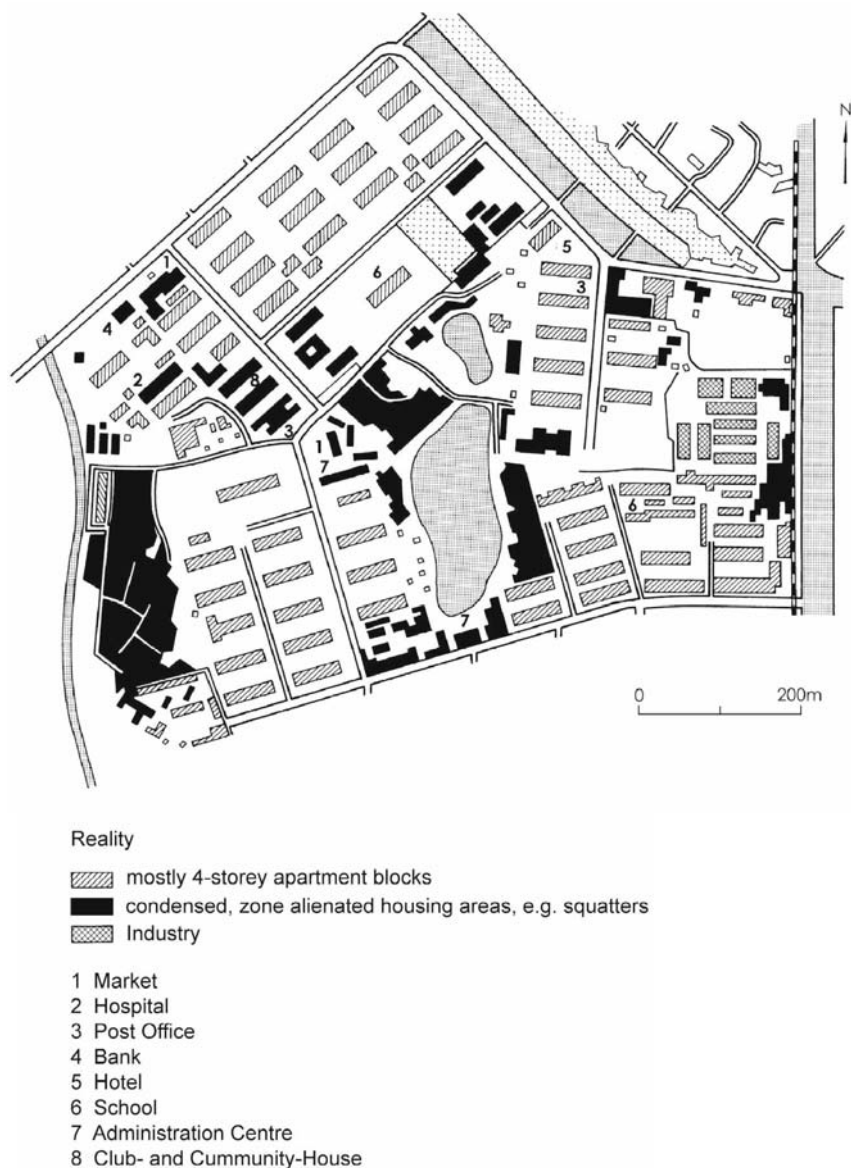 N
5
6
3
1
4
2
8
3
1
7
6
7
0
200m
Reality
mostly 4-storey apartment blocks
condensed, zone alienated housing areas, e.g. squatters
Industry
1 Market
2 Hospital
3 Post Office
4 Bank
5 Hotel
6 School
7 Administration Centre
8 Club- and Cummunity-House